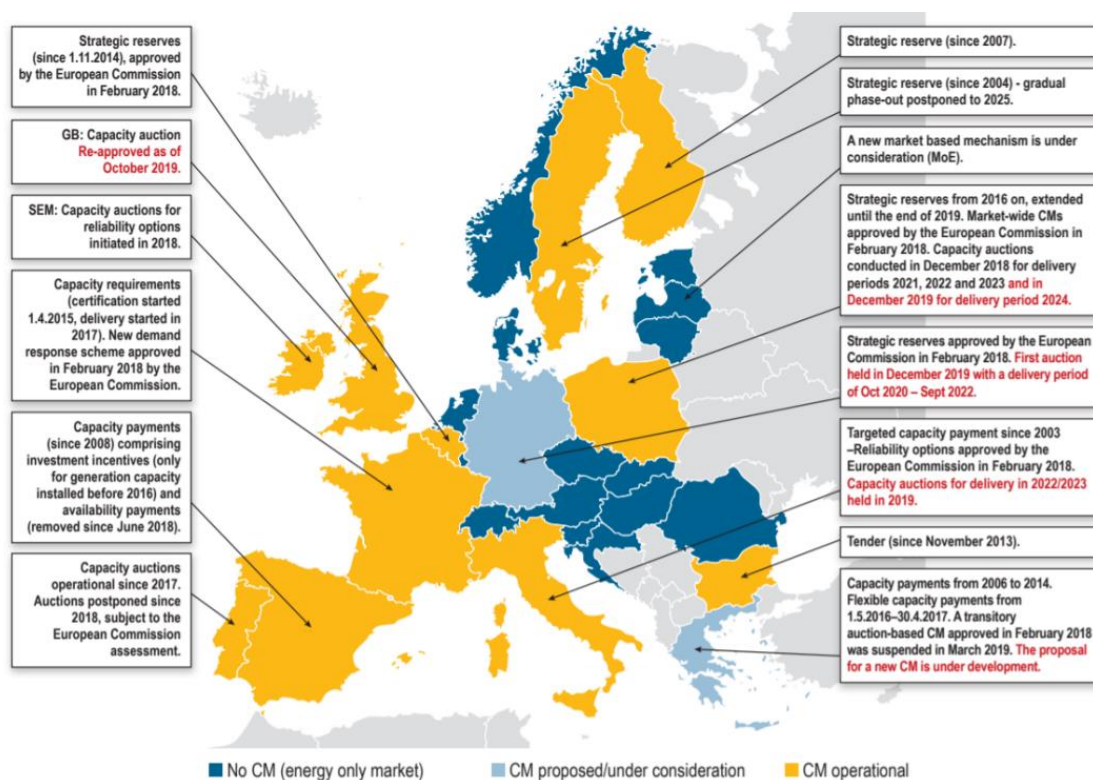 Strategic reserves
(since 1.11.2014), approved
by the European Commission
in February 2018.
GB: Capacity auction
Re-approved as of
October 2019.
SEM: Capacity auctions for
reliability options
initiated in 2018.
Capacity requirements
(certification started
1.4.2015, delivery started in
2017). New demand
response scheme approved
in February 2018 by the
European Commission.
Capacity payments
(since 2008) comprising
investment incentives (only
for generation capacity
installed before 2016) and
availability payments
(removed since June 2018).
Capacity auctions
operational since 2017.
Auctions postponed since
2018, subject to the
European Commission
assessment.
Strategic reserve (since 2007).
Strategic reserve (since 2004) - gradual
phase-out postponed to 2025.
A new market based mechanism is under
consideration (MoE).
Strategic reserves from 2016 on, extended
until the end of 2019. Market-wide CMs
approved by the European Commission in
February 2018. Capacity auctions
conducted in December 2018 for delivery
periods 2021, 2022 and 2023 and in
December 2019 for delivery period 2024.
Strategic reserves approved by the European
Commission in February 2018. First auction
held in December 2019 with a delivery period
of Oct 2020 – Sept 2022.
Targeted capacity payment since 2003
–Reliability options approved by the
European Commission in February 2018.
Capacity auctions for delivery in 2022/2023
held in 2019.
Tender (since November 2013).
Capacity payments from 2006 to 2014.
Flexible capacity payments from
1.5.2016–30.4.2017. A transitory
auction-based CM approved in February 2018
was suspended in March 2019. The proposal
for a new CM is under development.
No CM (energy only market)
CM proposed/under consideration
CM operational